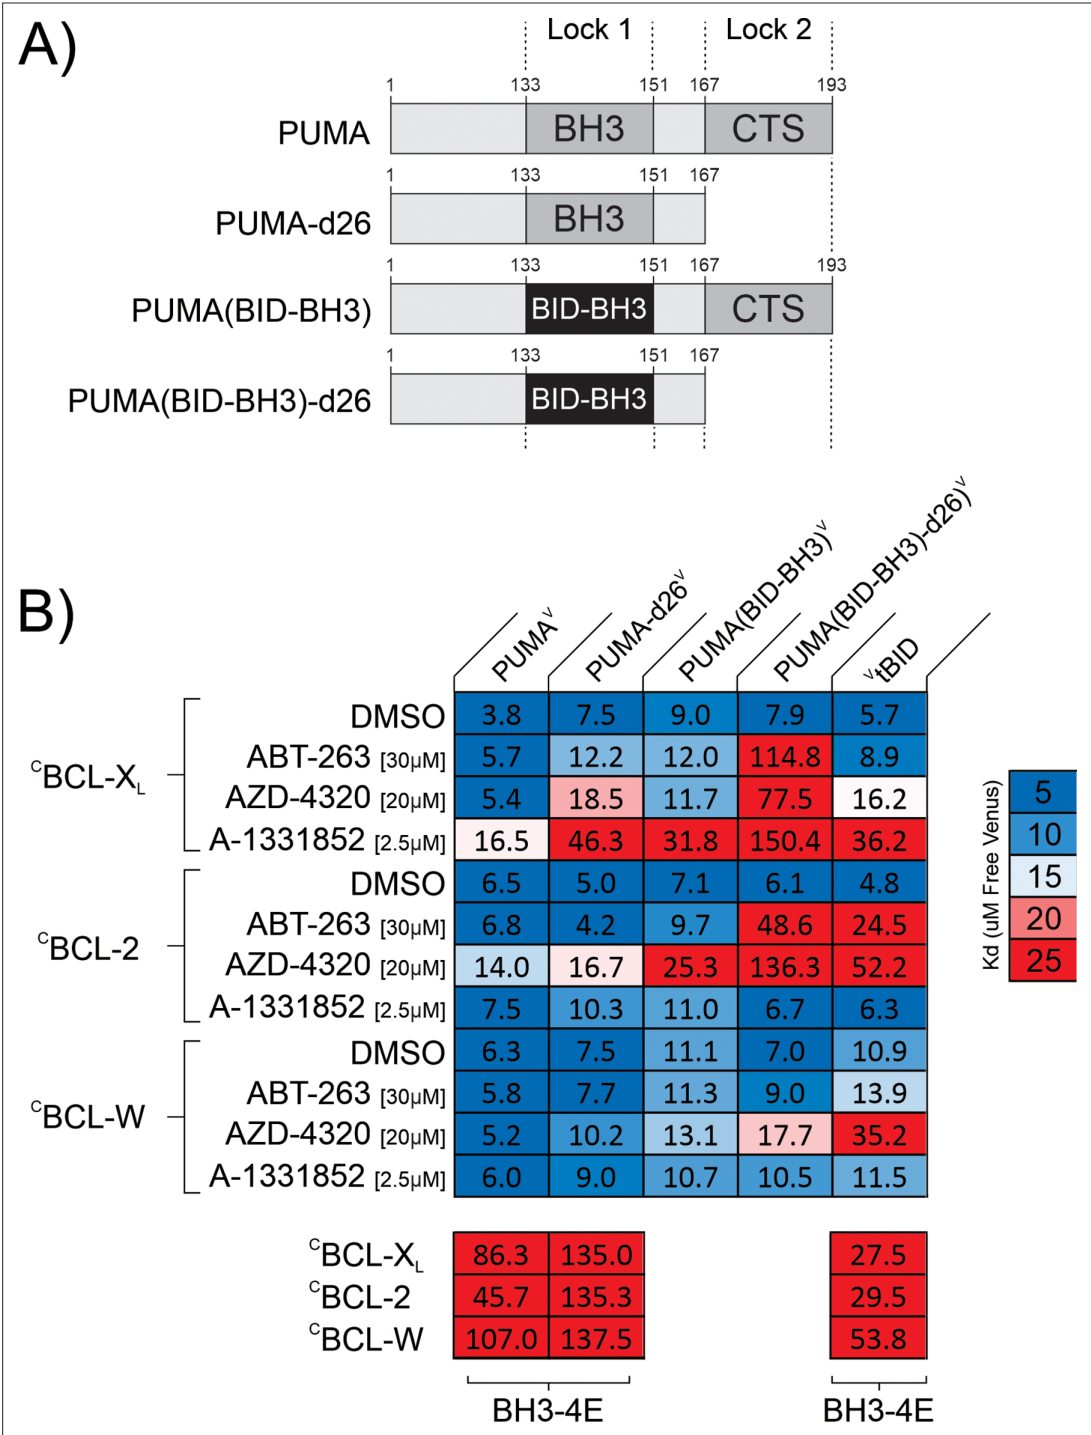 A)
Lock 1 Lock 2
1 133 151 167 193
PUMA BH3 CTS
1 133 151 167
PUMA-d26 BH3
1 133 151 167 193
PUMA(BID-BH3) BID-BH3 CTS
1 133 151 167
PUMA(BID-BH3)-d26 BID-BH3
B)
PUMAV PUMA-d26V PUMA(BID-BH3)V PUMA(BID-BH3)-d26)V VtBID
CBCL-XL
DMSO 3.8 7.5 9.0 7.9 5.7
ABT-263 [30µM] 5.7 12.2 12.0 114.8 8.9
AZD-4320 [20µM] 5.4 18.5 11.7 77.5 16.2
A-1331852 [2.5µM] 16.5 46.3 31.8 150.4 36.2
CBCL-2
DMSO 6.5 5.0 7.1 6.1 4.8
ABT-263 [30µM] 6.8 4.2 9.7 48.6 24.5
AZD-4320 [20µM] 14.0 16.7 25.3 136.3 52.2
A-1331852 [2.5µM] 7.5 10.3 11.0 6.7 6.3
CBCL-W
DMSO 6.3 7.5 11.1 7.0 10.9
ABT-263 [30µM] 5.8 7.7 11.3 9.0 13.9
AZD-4320 [20µM] 5.2 10.2 13.1 17.7 35.2
A-1331852 [2.5µM] 6.0 9.0 10.7 10.5 11.5
Kd (uM Free Venus)
5
10
15
20
25
CBCL-XL 86.3 135.0 27.5
CBCL-2 45.7 135.3 29.5
CBCL-W 107.0 137.5 53.8
BH3-4E BH3-4E